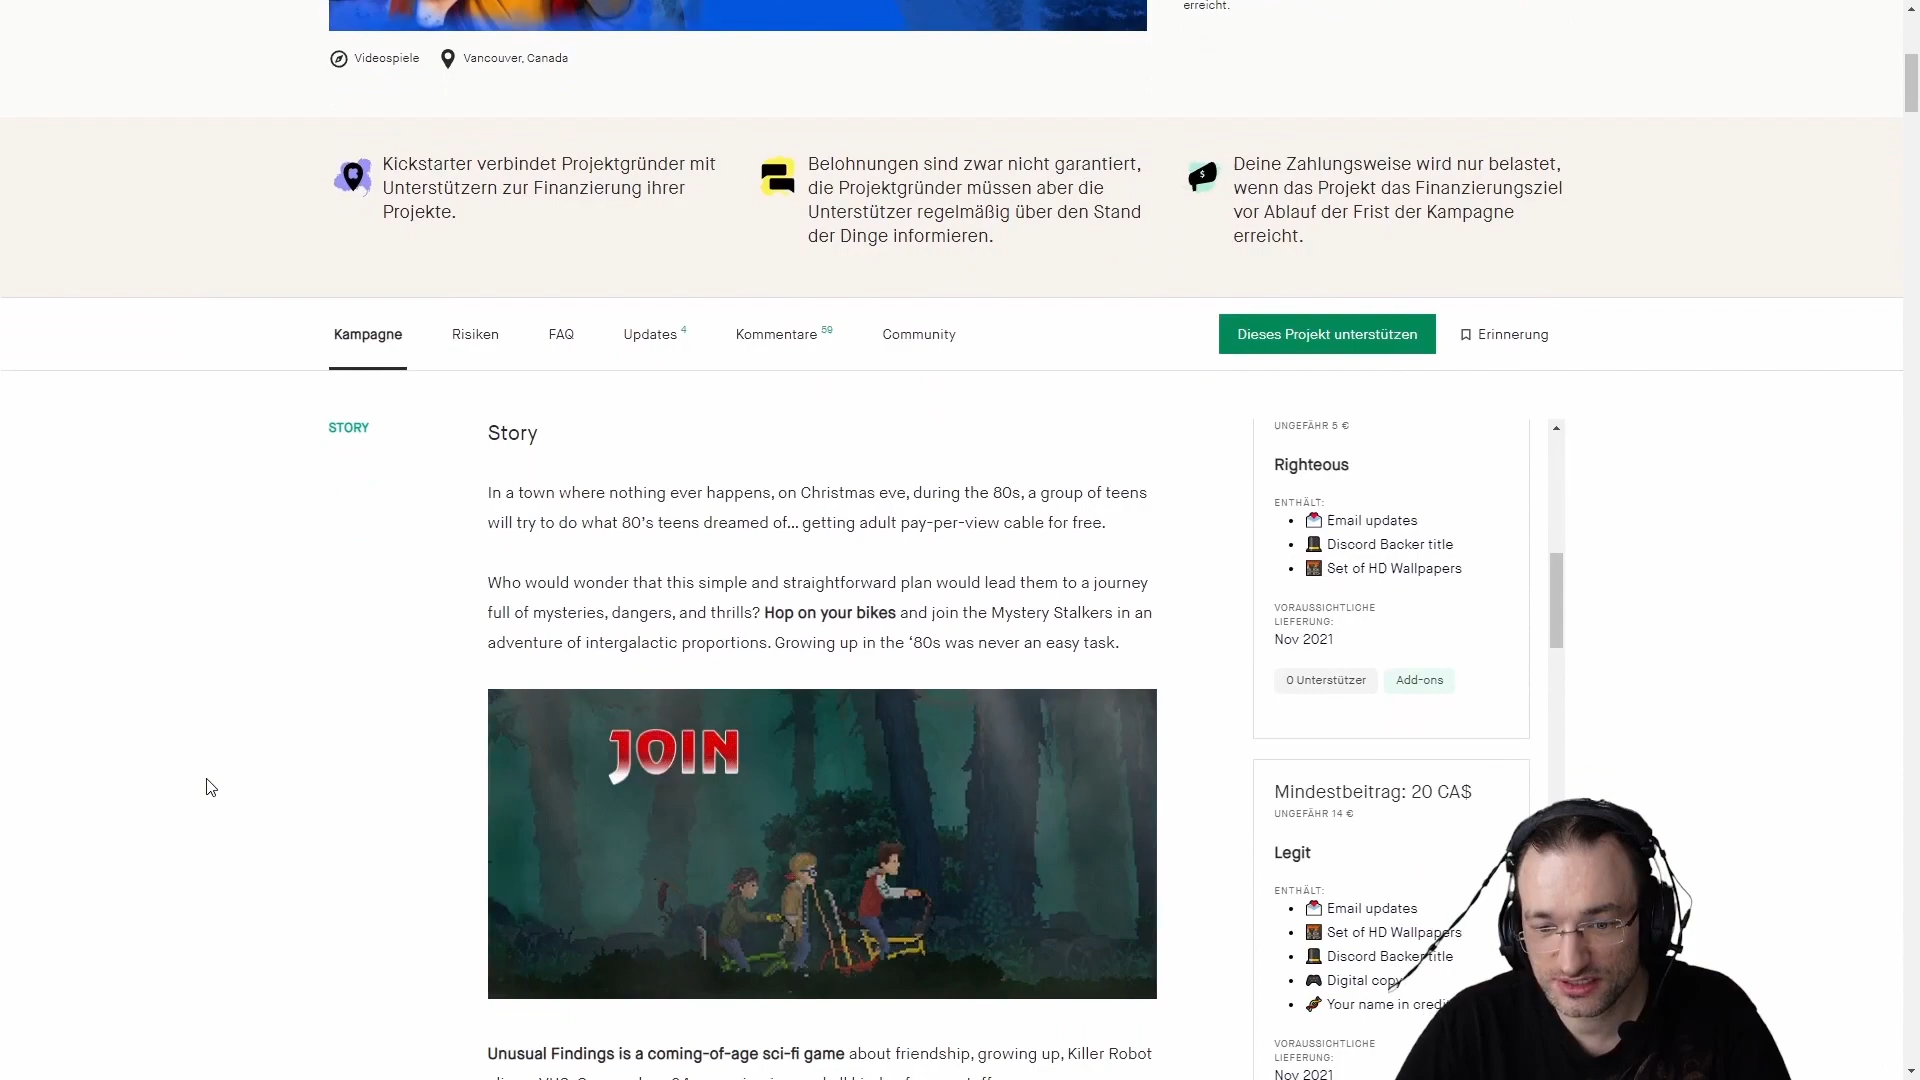 erreicht.
Videospiele
Vancouver, Canada
Kickstarter verbindet Projektgründer mit
Unterstützern zur Finanzierung ihrer
Projekte.
Belohnungen sind zwar nicht garantiert,
die Projektgründer müssen aber die
Unterstützer regelmäßig über den Stand
der Dinge informieren.
Deine Zahlungsweise wird nur belastet,
wenn das Projekt das Finanzierungsziel
vor Ablauf der Frist der Kampagne
erreicht.
Kampagne
Risiken
FAQ
Updates 4
Kommentare 59
Community
Dieses Projekt unterstützen
Erinnerung
STORY
Story
In a town where nothing ever happens, on Christmas eve, during the 80s, a group of teens
will try to do what 80's teens dreamed of... getting adult pay-per-view cable for free.
Who would wonder that this simple and straightforward plan would lead them to a journey
full of mysteries, dangers, and thrills? Hop on your bikes and join the Mystery Stalkers in an
adventure of intergalactic proportions. Growing up in the ‘80s was never an easy task.
JOIN
Unusual Findings is a coming-of-age sci-fi game about friendship, growing up, Killer Robot
UNGEFÄHR 5 €
Righteous
ENTHÄLT:
Email updates
Discord Backer title
Set of HD Wallpapers
VORAUSSICHTLICHE
LIEFERUNG:
Nov 2021
0 Unterstützer
Add-ons
Mindestbeitrag: 20 CA$
UNGEFÄHR 14 €
Legit
ENTHÄLT:
Email updates
Set of HD Wallpapers
Discord Backer title
Digital copy
Your name in credi
VORAUSSICHTLICHE
LIEFERUNG:
Nov 2021